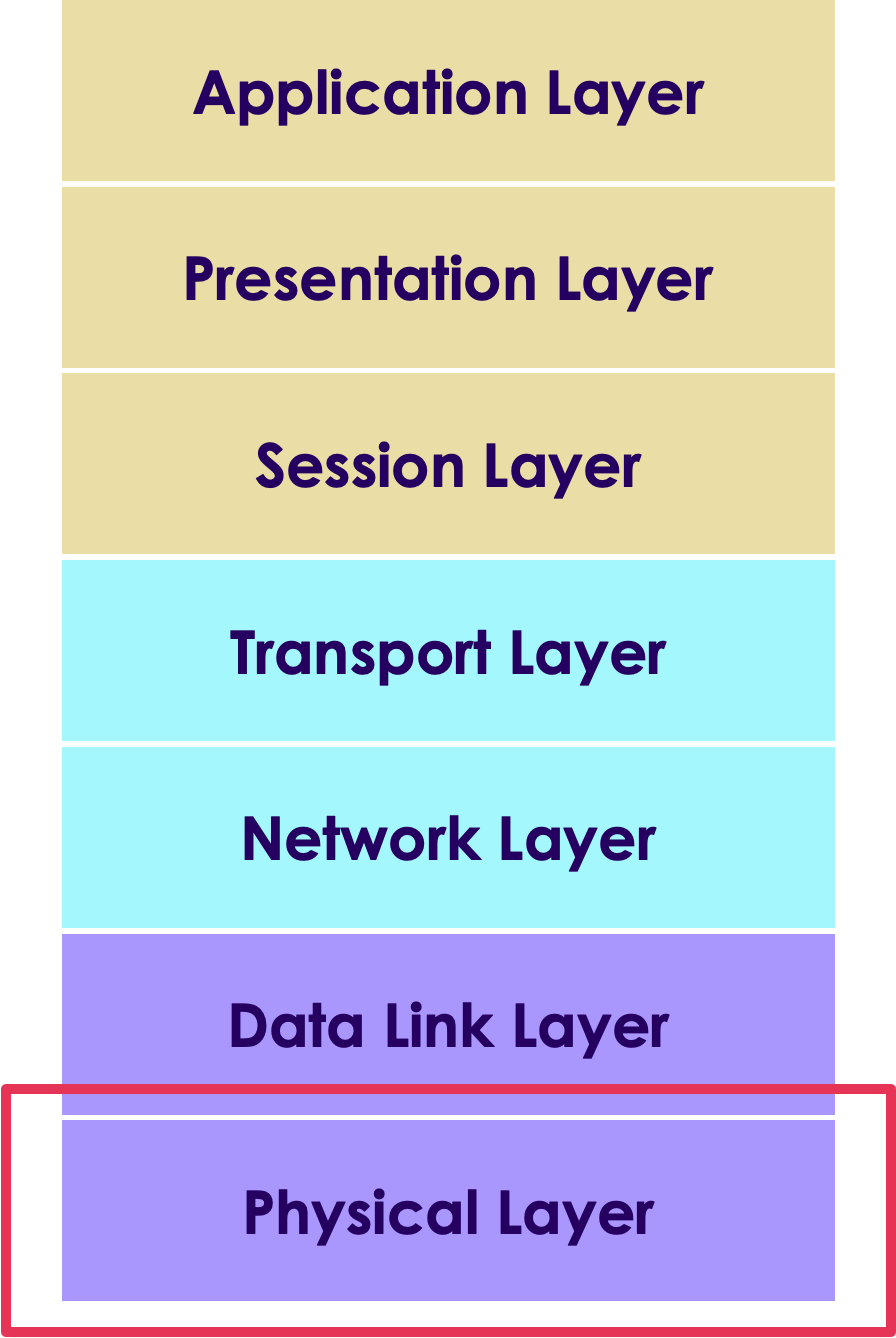 Application Layer
Presentation Layer
Session Layer
Transport Layer
Network Layer
Data Link Layer
Physical Layer